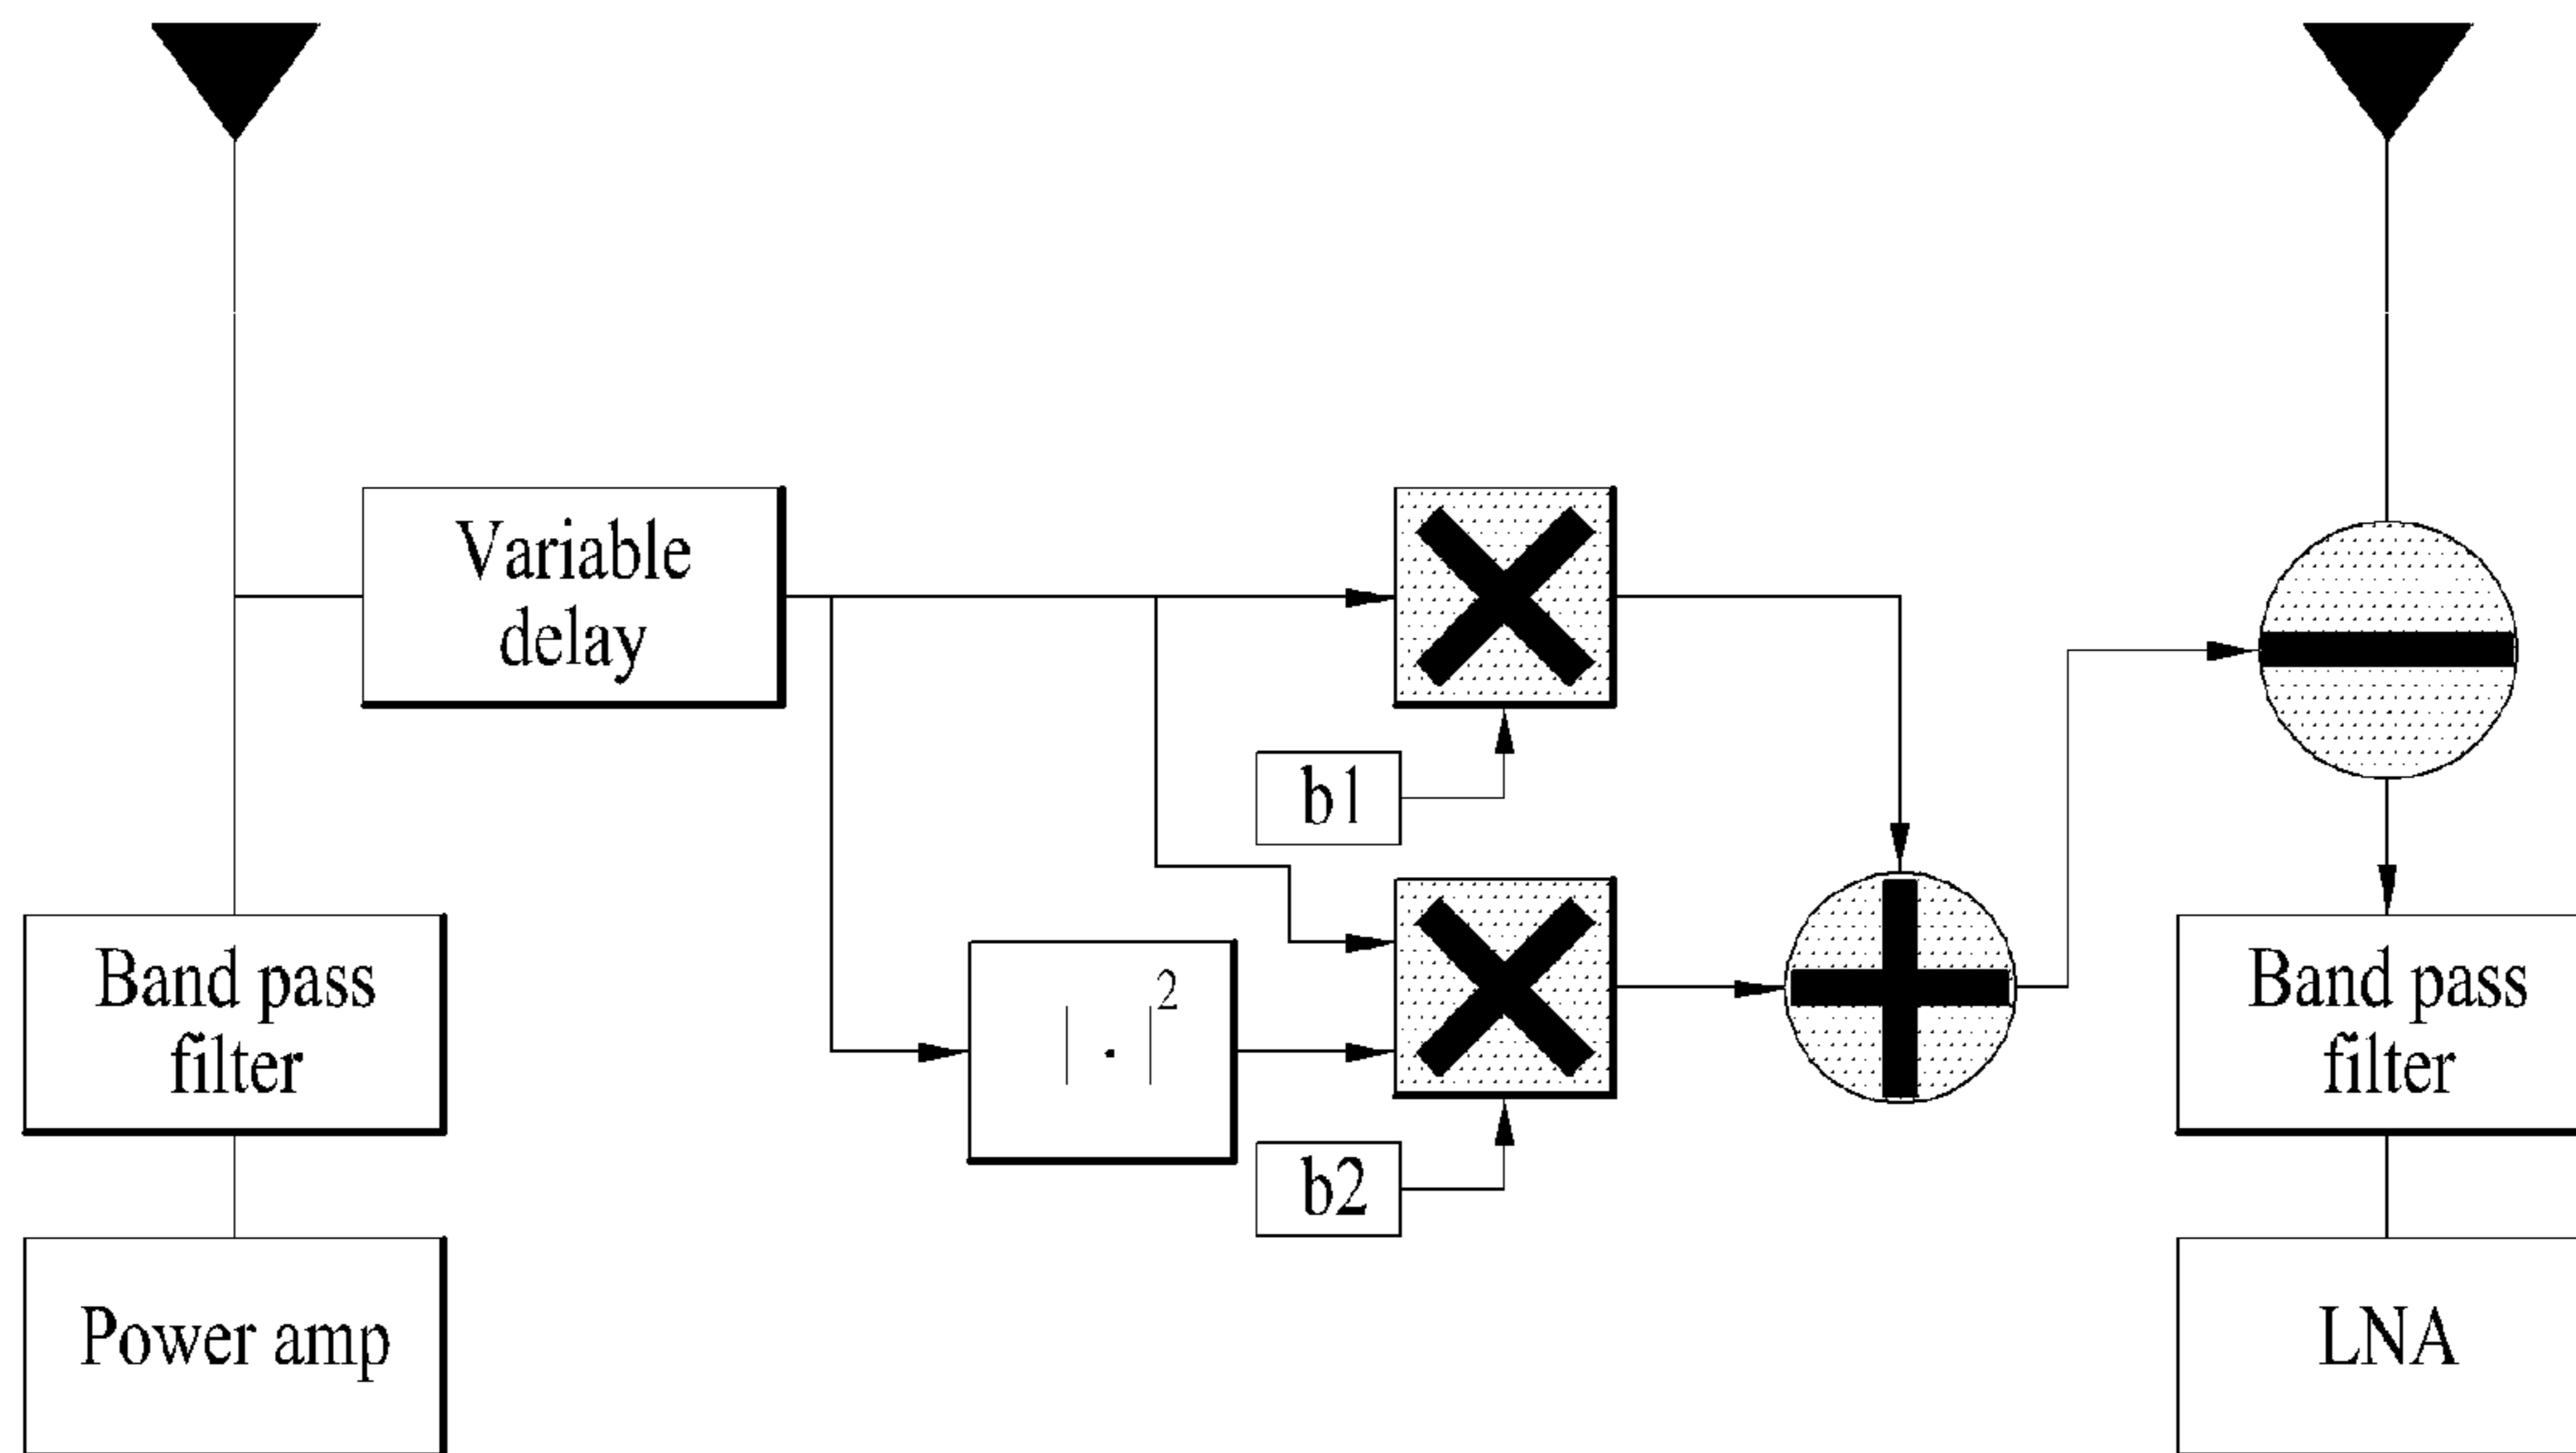 Variable
delay
b1
Band pass
filter
| · |²
b2
Band pass
filter
Power amp
LNA